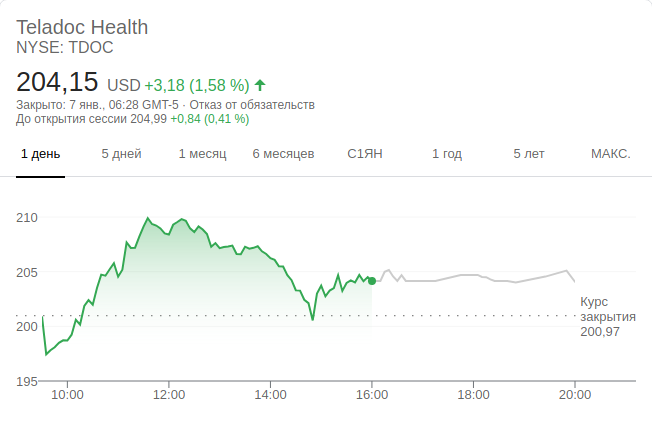 Teladoc Health
NYSE: TDOC
204,15 USD +3,18 (1,58 %)
Закрыто: 7 янв., 06:28 GMT-5 · Отказ от обязательств
До открытия сессии 204,99 +0,84 (0,41 %)
1 день 5 дней 1 месяц 6 месяцев С1ЯН 1 год 5 лет МАКС.
210
205
Курс
закрытия
200,97
200
195
10:00 12:00 14:00 16:00 18:00 20:00